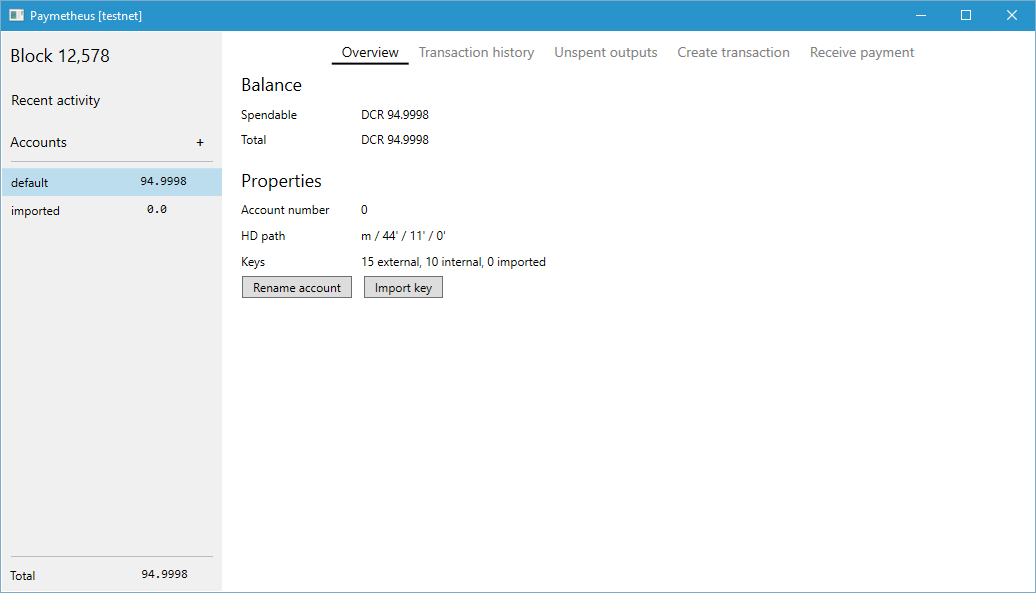 Paymetheus [testnet]
Block 12,578
Recent activity
Accounts +
default 94.9998
imported 0.0
Total 94.9998
Overview Transaction history Unspent outputs Create transaction Receive payment
Balance
Spendable DCR 94.9998
Total DCR 94.9998
Properties
Account number 0
HD path m / 44' / 11' / 0'
Keys 15 external, 10 internal, 0 imported
Rename account Import key